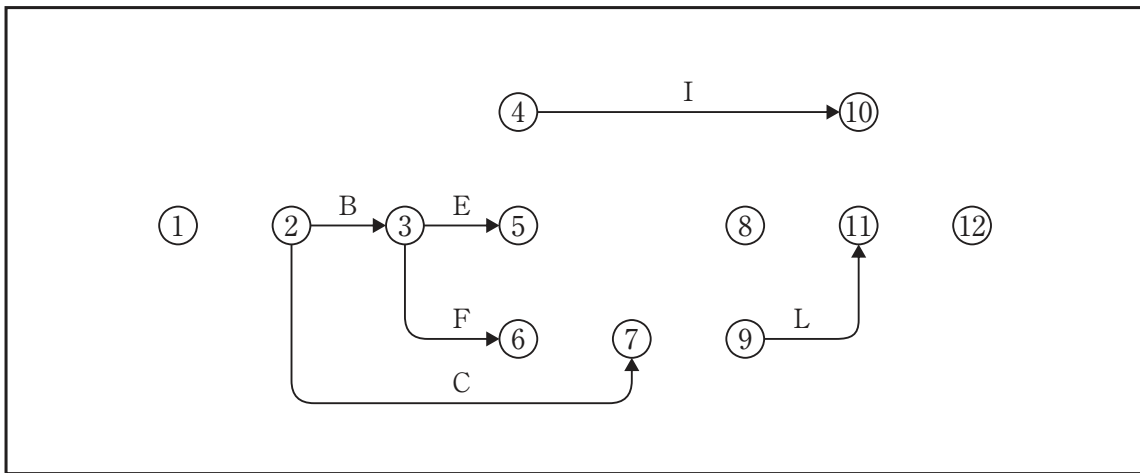 I
④ ⑩
B E
① ② ③ ⑤ ⑧ ⑪ ⑫
F L
⑥ ⑦ ⑨
C